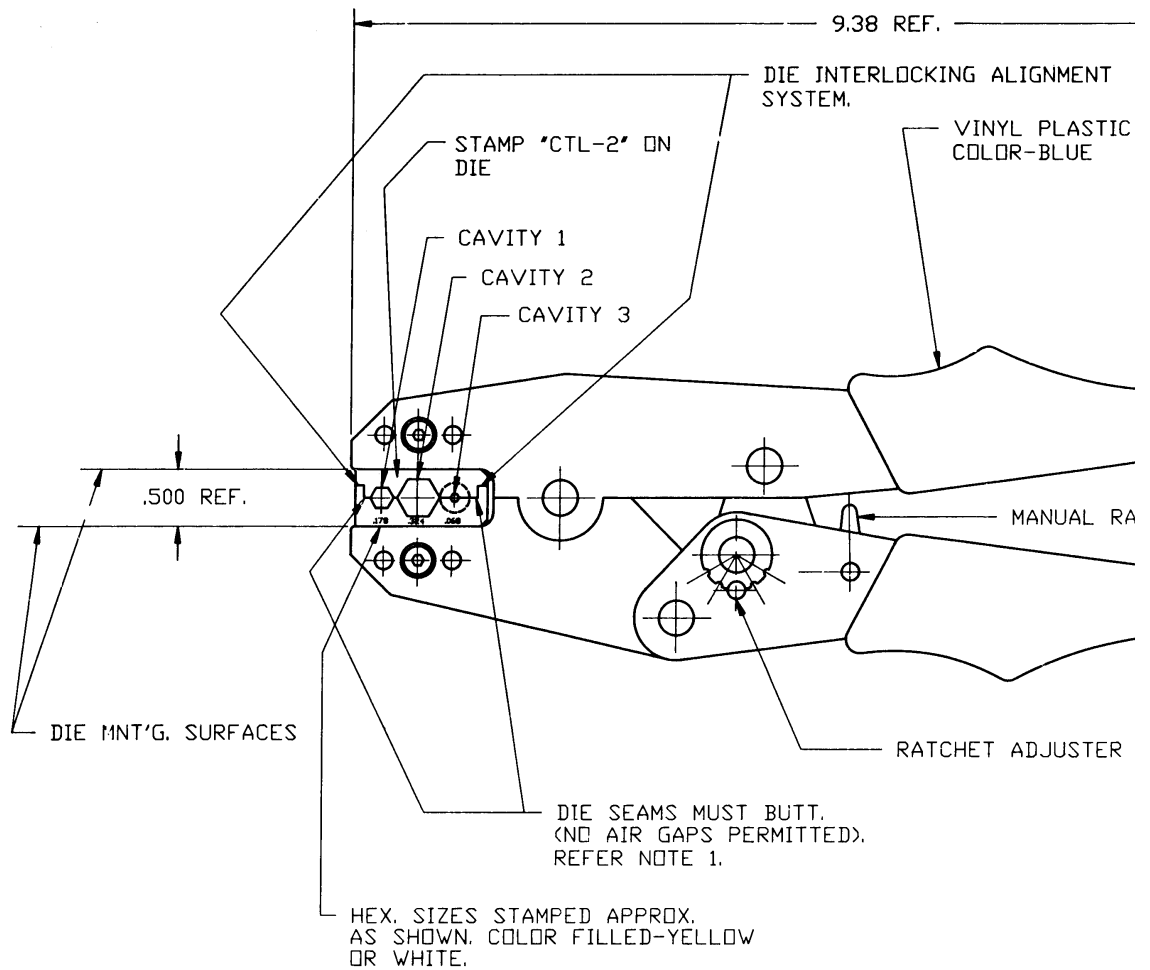 9.38 REF.
DIE INTERLOCKING ALIGNMENT
SYSTEM.
VINYL PLASTIC
COLOR-BLUE
STAMP "CTL-2" ON
DIE
CAVITY 1
CAVITY 2
CAVITY 3
.500 REF.
.178
.068
MANUAL RA
DIE MNT'G. SURFACES
RATCHET ADJUSTER
DIE SEAMS MUST BUTT.
(NO AIR GAPS PERMITTED).
REFER NOTE 1.
HEX. SIZES STAMPED APPROX.
AS SHOWN. COLOR FILLED-YELLOW
OR WHITE.